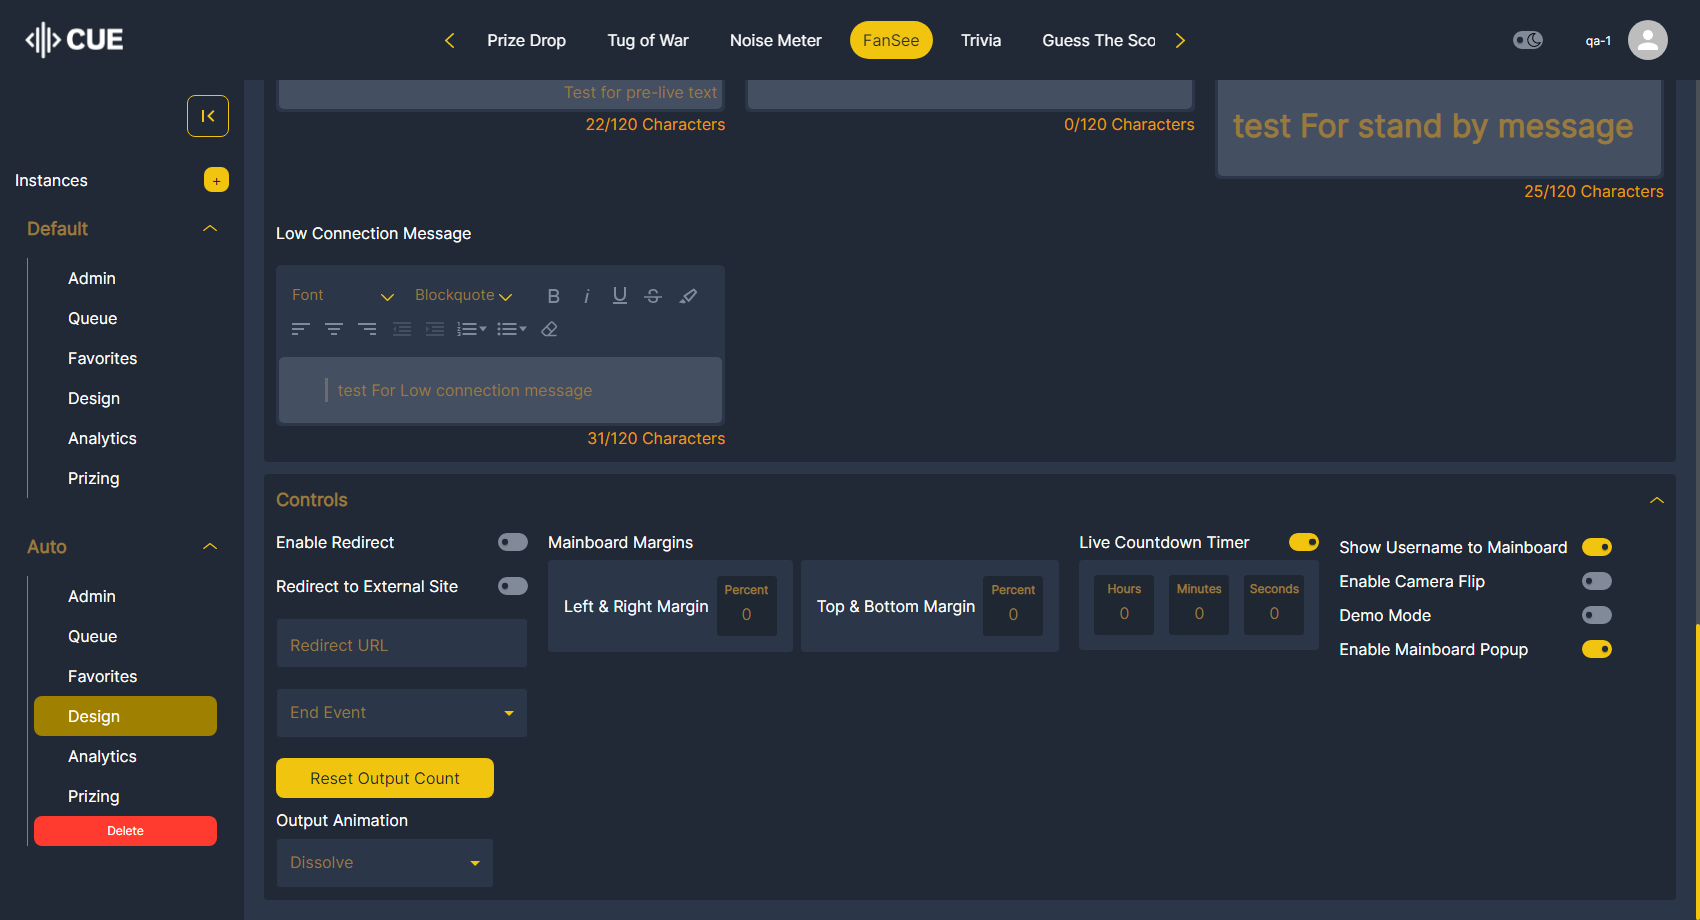 CUE
Prize Drop
Tug of War
Noise Meter
FanSee
Trivia
Guess The Sco
qa-1
Instances
+
Default
Admin
Queue
Favorites
Design
Analytics
Prizing
Auto
Admin
Queue
Favorites
Design
Analytics
Prizing
Delete
Test for pre-live text
22/120 Characters
0/120 Characters
test For stand by message
25/120 Characters
Low Connection Message
Font
Blockquote
B i U S
test For Low connection message
31/120 Characters
Controls
Enable Redirect
Redirect to External Site
Redirect URL
End Event
Reset Output Count
Output Animation
Dissolve
Mainboard Margins
Left & Right Margin
Percent
0
Top & Bottom Margin
Percent
0
Live Countdown Timer
Hours
0
Minutes
0
Seconds
0
Show Username to Mainboard
Enable Camera Flip
Demo Mode
Enable Mainboard Popup